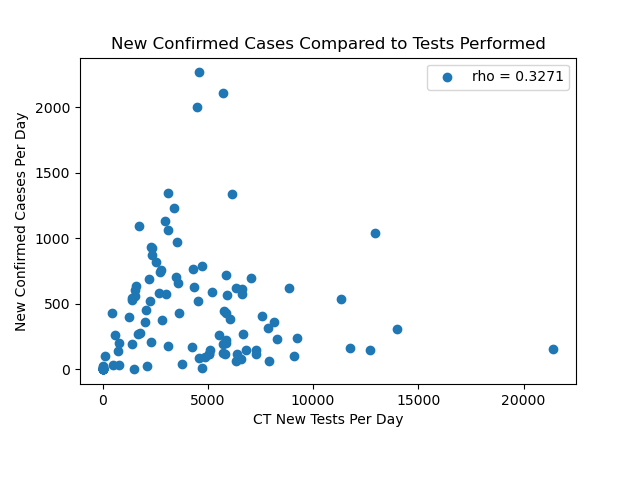 New Confirmed Cases Compared to Tests Performed
rho = 0.3271
2000
1500
1000
500
0
New Confirmed Caeses Per Day
0 5000 10000 15000 20000
CT New Tests Per Day